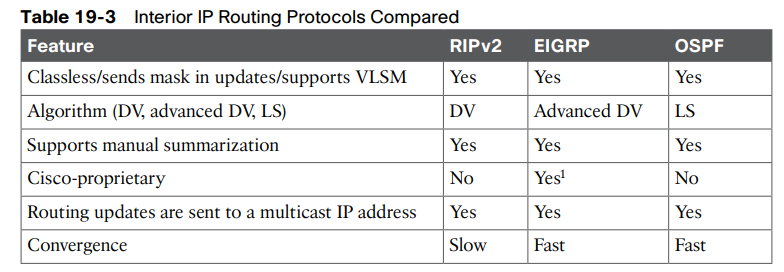 Table 19-3 Interior IP Routing Protocols Compared
Feature RIPv2 EIGRP OSPF
Classless/sends mask in updates/supports VLSM Yes Yes Yes
Algorithm (DV, advanced DV, LS) DV Advanced DV LS
Supports manual summarization Yes Yes Yes
Cisco-proprietary No Yes¹ No
Routing updates are sent to a multicast IP address Yes Yes Yes
Convergence Slow Fast Fast